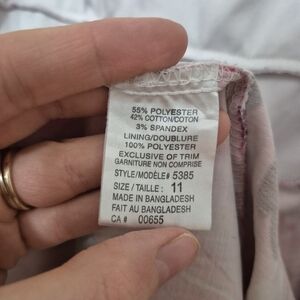 55% POLYESTER
42% COTTON/COTON
3% SPANDEX
LINING/DOUBLURE
100% POLYESTER
EXCLUSIVE OF TRIM
GARNITURE NON COMPRISE
STYLE/MODÈLE# 5385
SIZE / TAILLE : 11
MADE IN BANGLADESH
FAIT AU BANGLADESH
CA # 00655